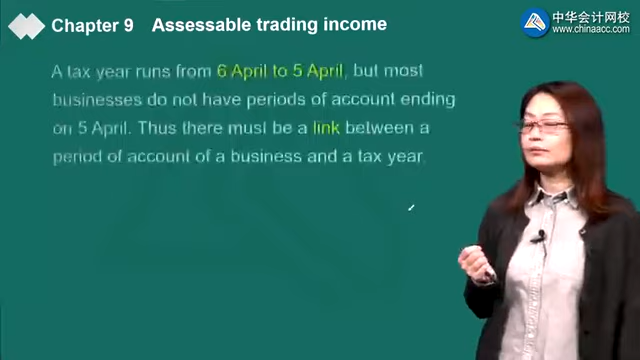 Chapter 9 Assessable trading income
中华会计网校
www.chinaacc.com
A tax year runs from 6 April to 5 April, but most
businesses do not have periods of account ending
on 5 April. Thus there must be a link between a
period of account of a business and a tax year.